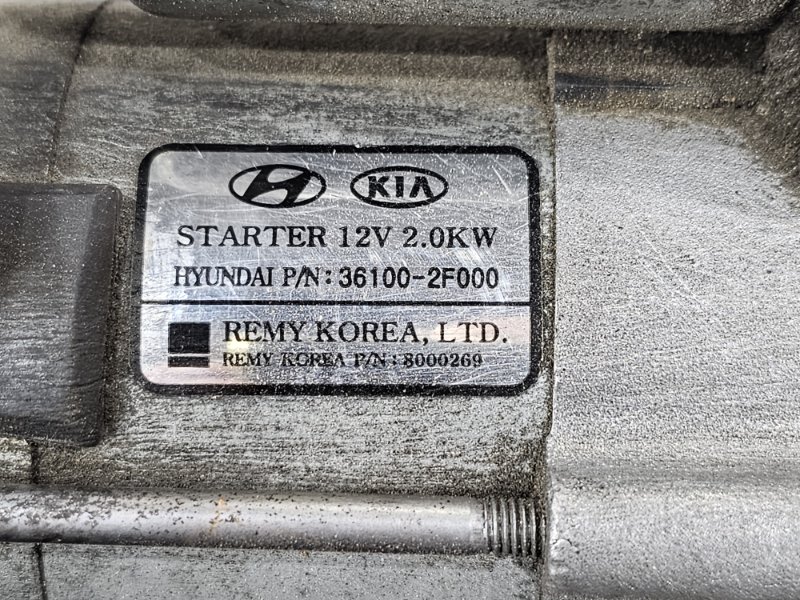 KIA
STARTER 12V 2.0KW
HYUNDAI P/N: 36100-2F000
REMY KOREA, LTD.
REMY KOREA P/N: 8000269